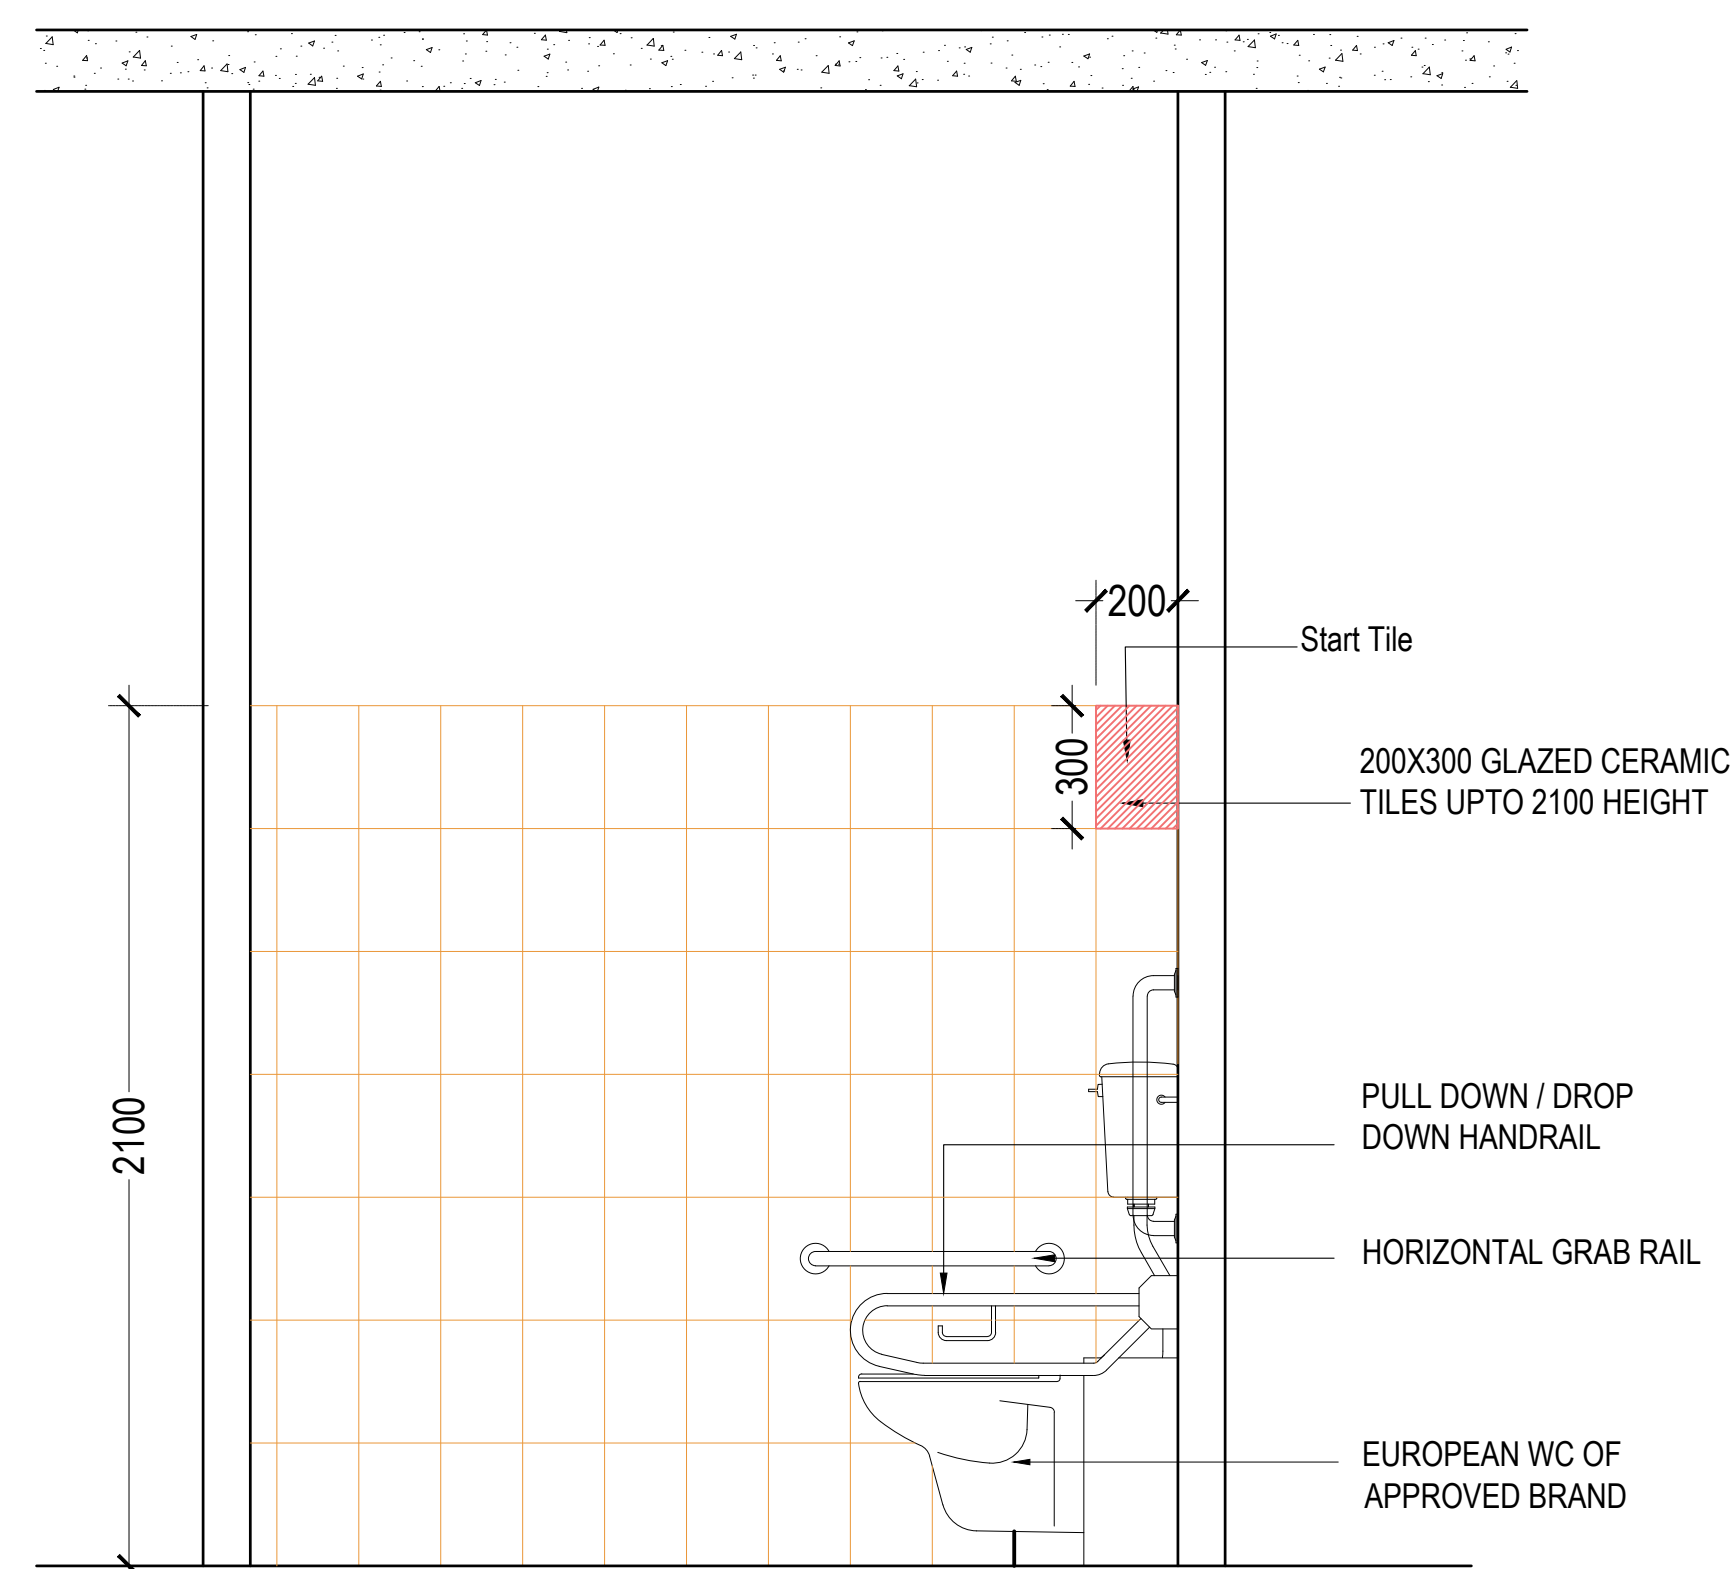 200
Start Tile
300
200X300 GLAZED CERAMIC
TILES UPTO 2100 HEIGHT
2100
PULL DOWN / DROP
DOWN HANDRAIL
HORIZONTAL GRAB RAIL
EUROPEAN WC OF
APPROVED BRAND